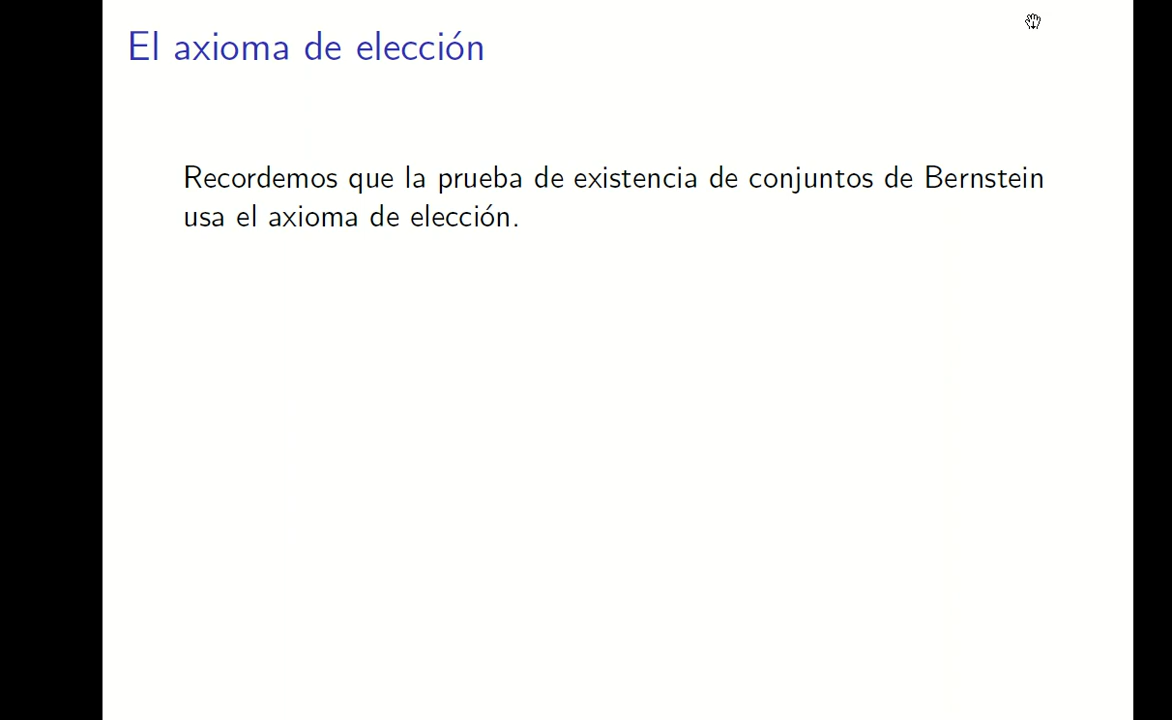 El axioma de elección
Recordemos que la prueba de existencia de conjuntos de Bernstein
usa el axioma de elección.